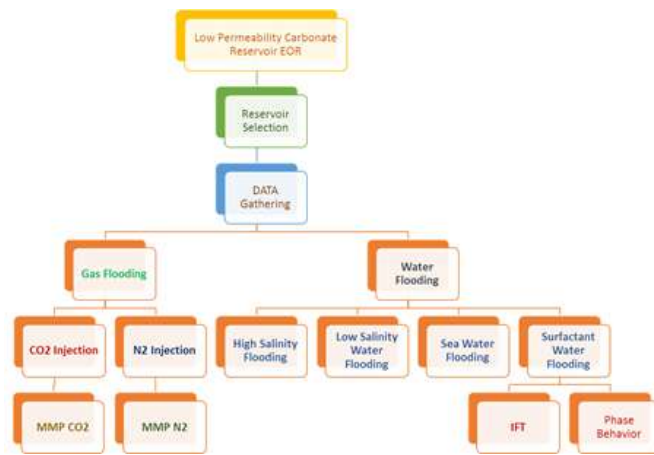 Low Permeability Carbonate
Reservoir EOR
Reservoir
Selection
DATA
Gathering
Gas Flooding
Water
Flooding
CO2 Injection
N2 Injection
High Salinity
Flooding
Low Salinity
Water
Flooding
Sea Water
Flooding
Surfactant
Water
Flooding
MMP CO2
MMP N2
IFT
Phase
Behavior